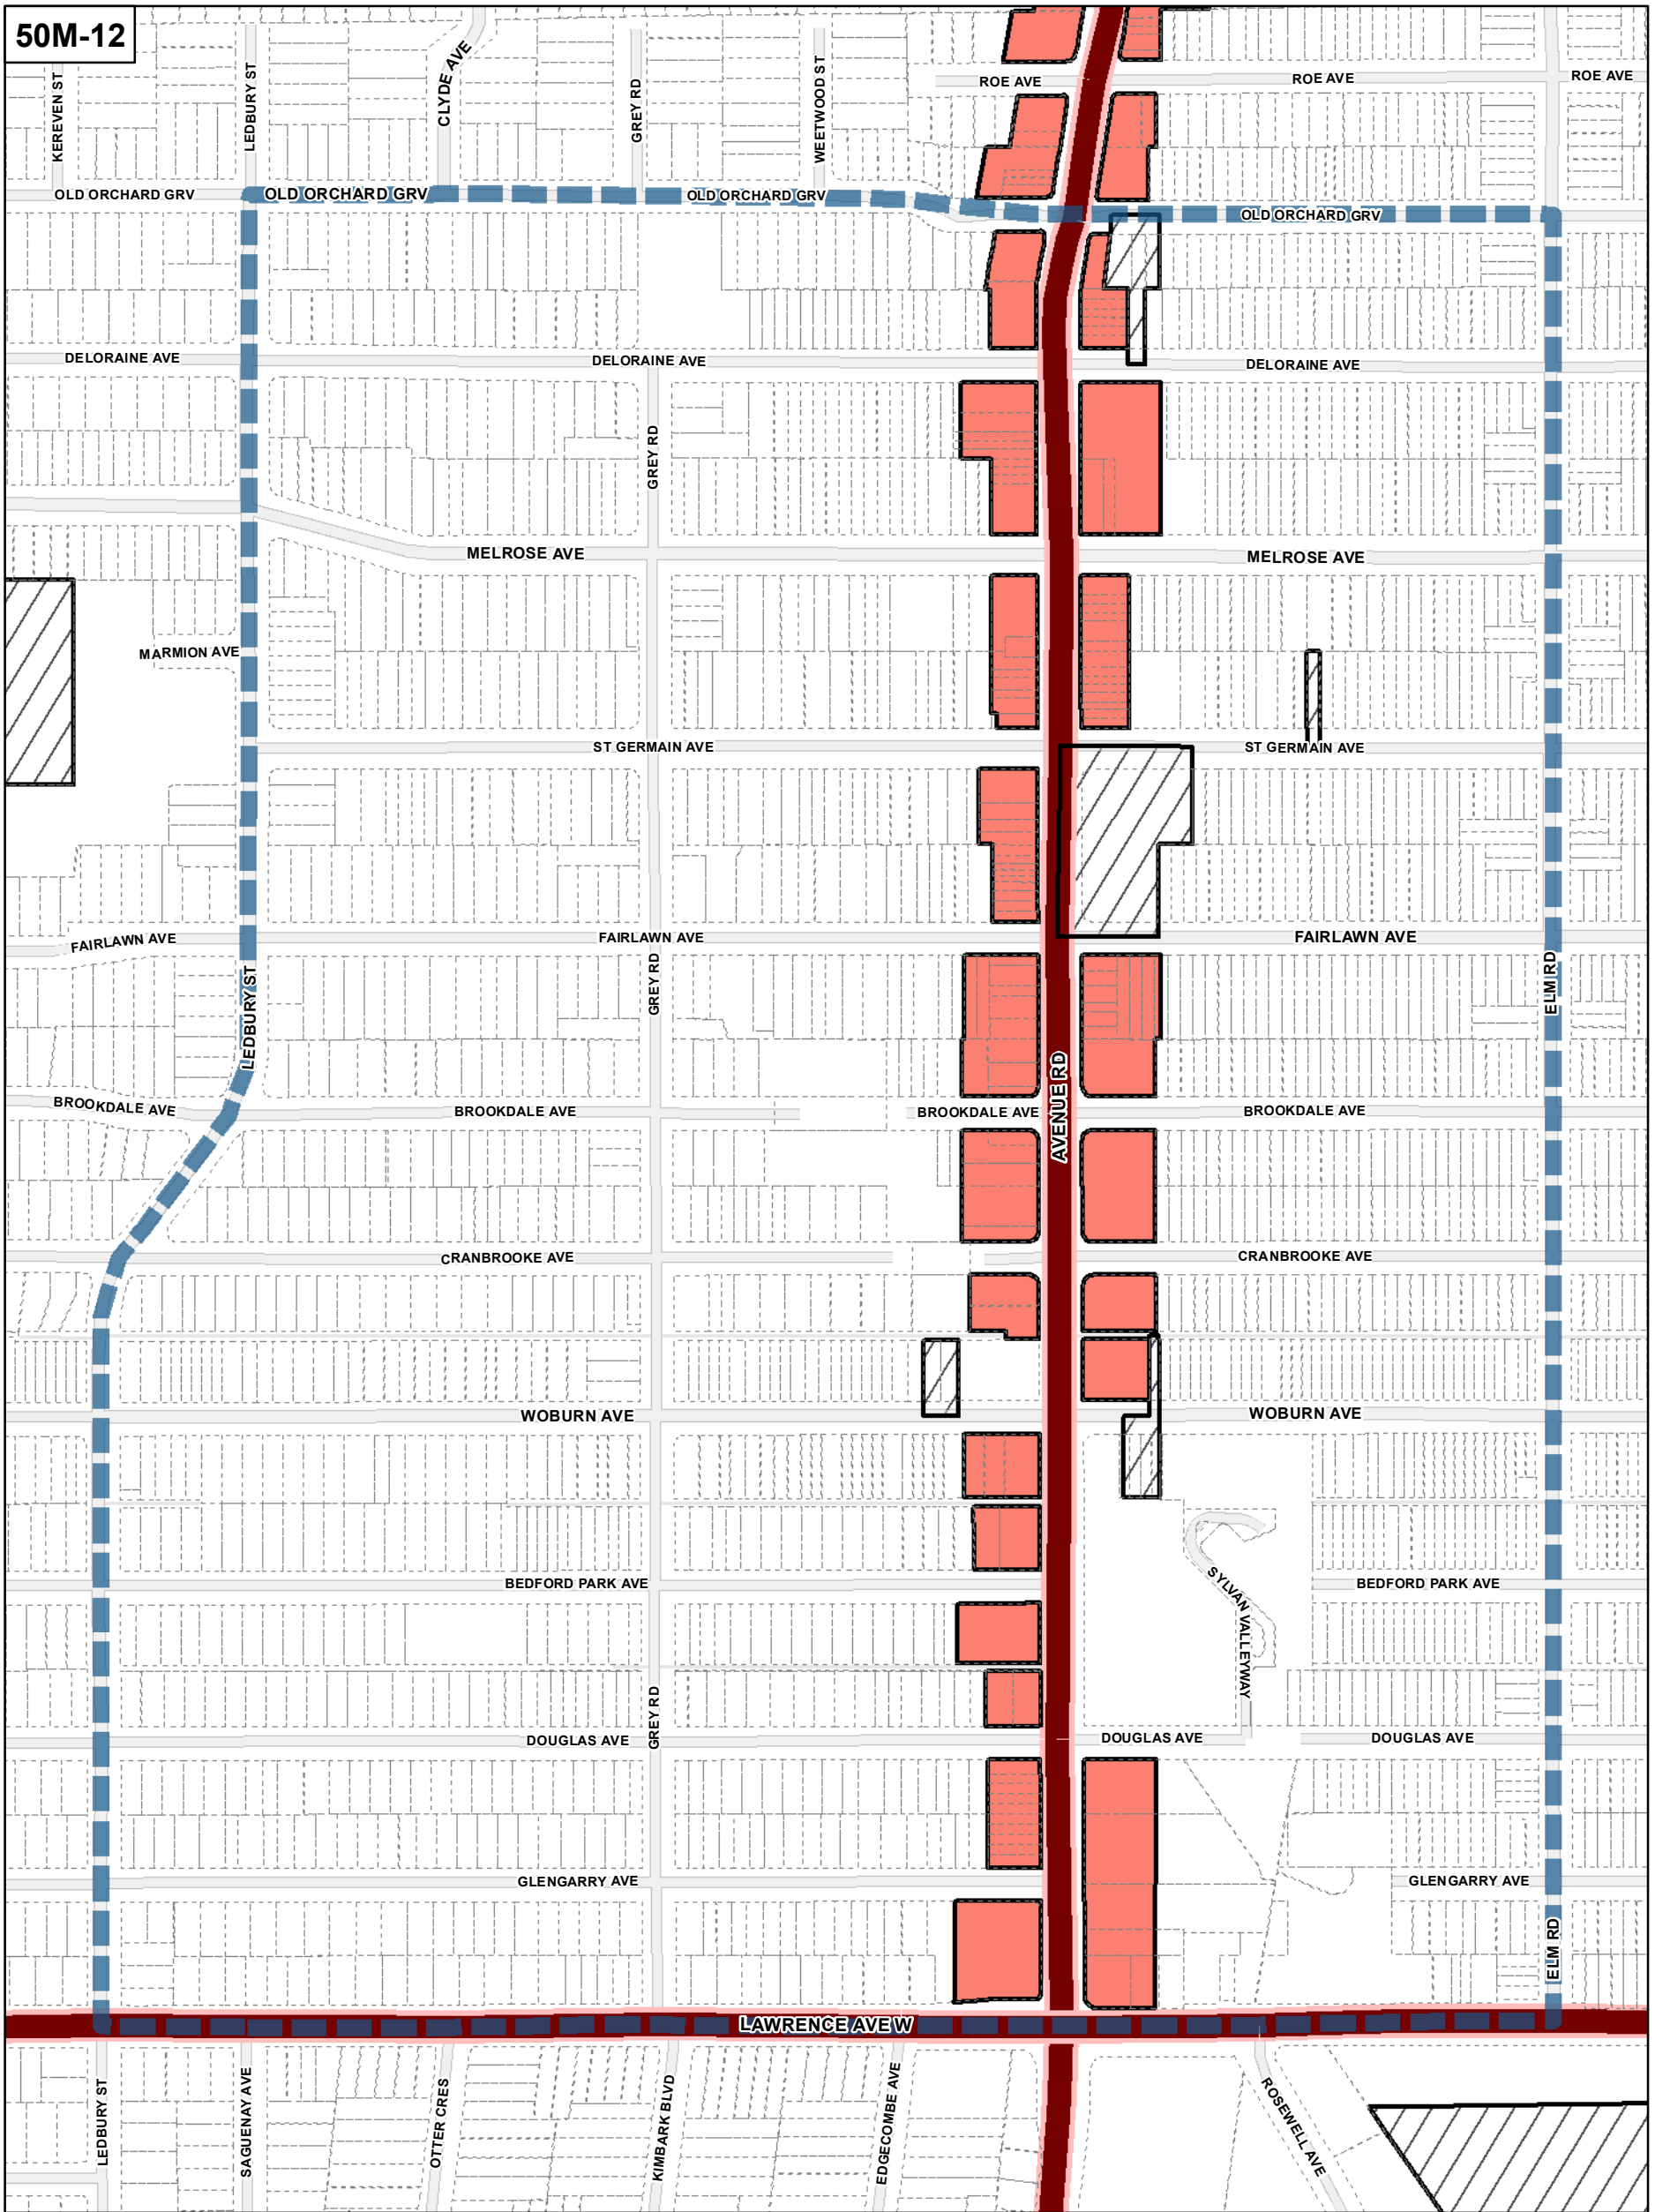 50M-12
KEREVEN ST
LEDBURY ST
CLYDE AVE
GREY RD
WEETWOOD ST
ROE AVE
ROE AVE
ROE AVE
OLD ORCHARD GRV
OLD ORCHARD GRV
OLD ORCHARD GRV
OLD ORCHARD GRV
DELORAINE AVE
DELORAINE AVE
DELORAINE AVE
GREY RD
MELROSE AVE
MELROSE AVE
MARMION AVE
ST GERMAIN AVE
ST GERMAIN AVE
FAIRLAWN AVE
FAIRLAWN AVE
FAIRLAWN AVE
LEDBURY ST
GREY RD
ELM RD
AVENUE RD
BROOKDALE AVE
BROOKDALE AVE
BROOKDALE AVE
BROOKDALE AVE
CRANBROOKE AVE
CRANBROOKE AVE
WOBURN AVE
WOBURN AVE
BEDFORD PARK AVE
BEDFORD PARK AVE
SYLVAN VALLEYWAY
GREY RD
DOUGLAS AVE
DOUGLAS AVE
DOUGLAS AVE
GLENGARRY AVE
GLENGARRY AVE
ELM RD
LAWRENCE AVE W
LEDBURY ST
SAGUENAY AVE
OTTER CRES
KIMBARK BLVD
EDGECOMBE AVE
ROSEWELL AVE